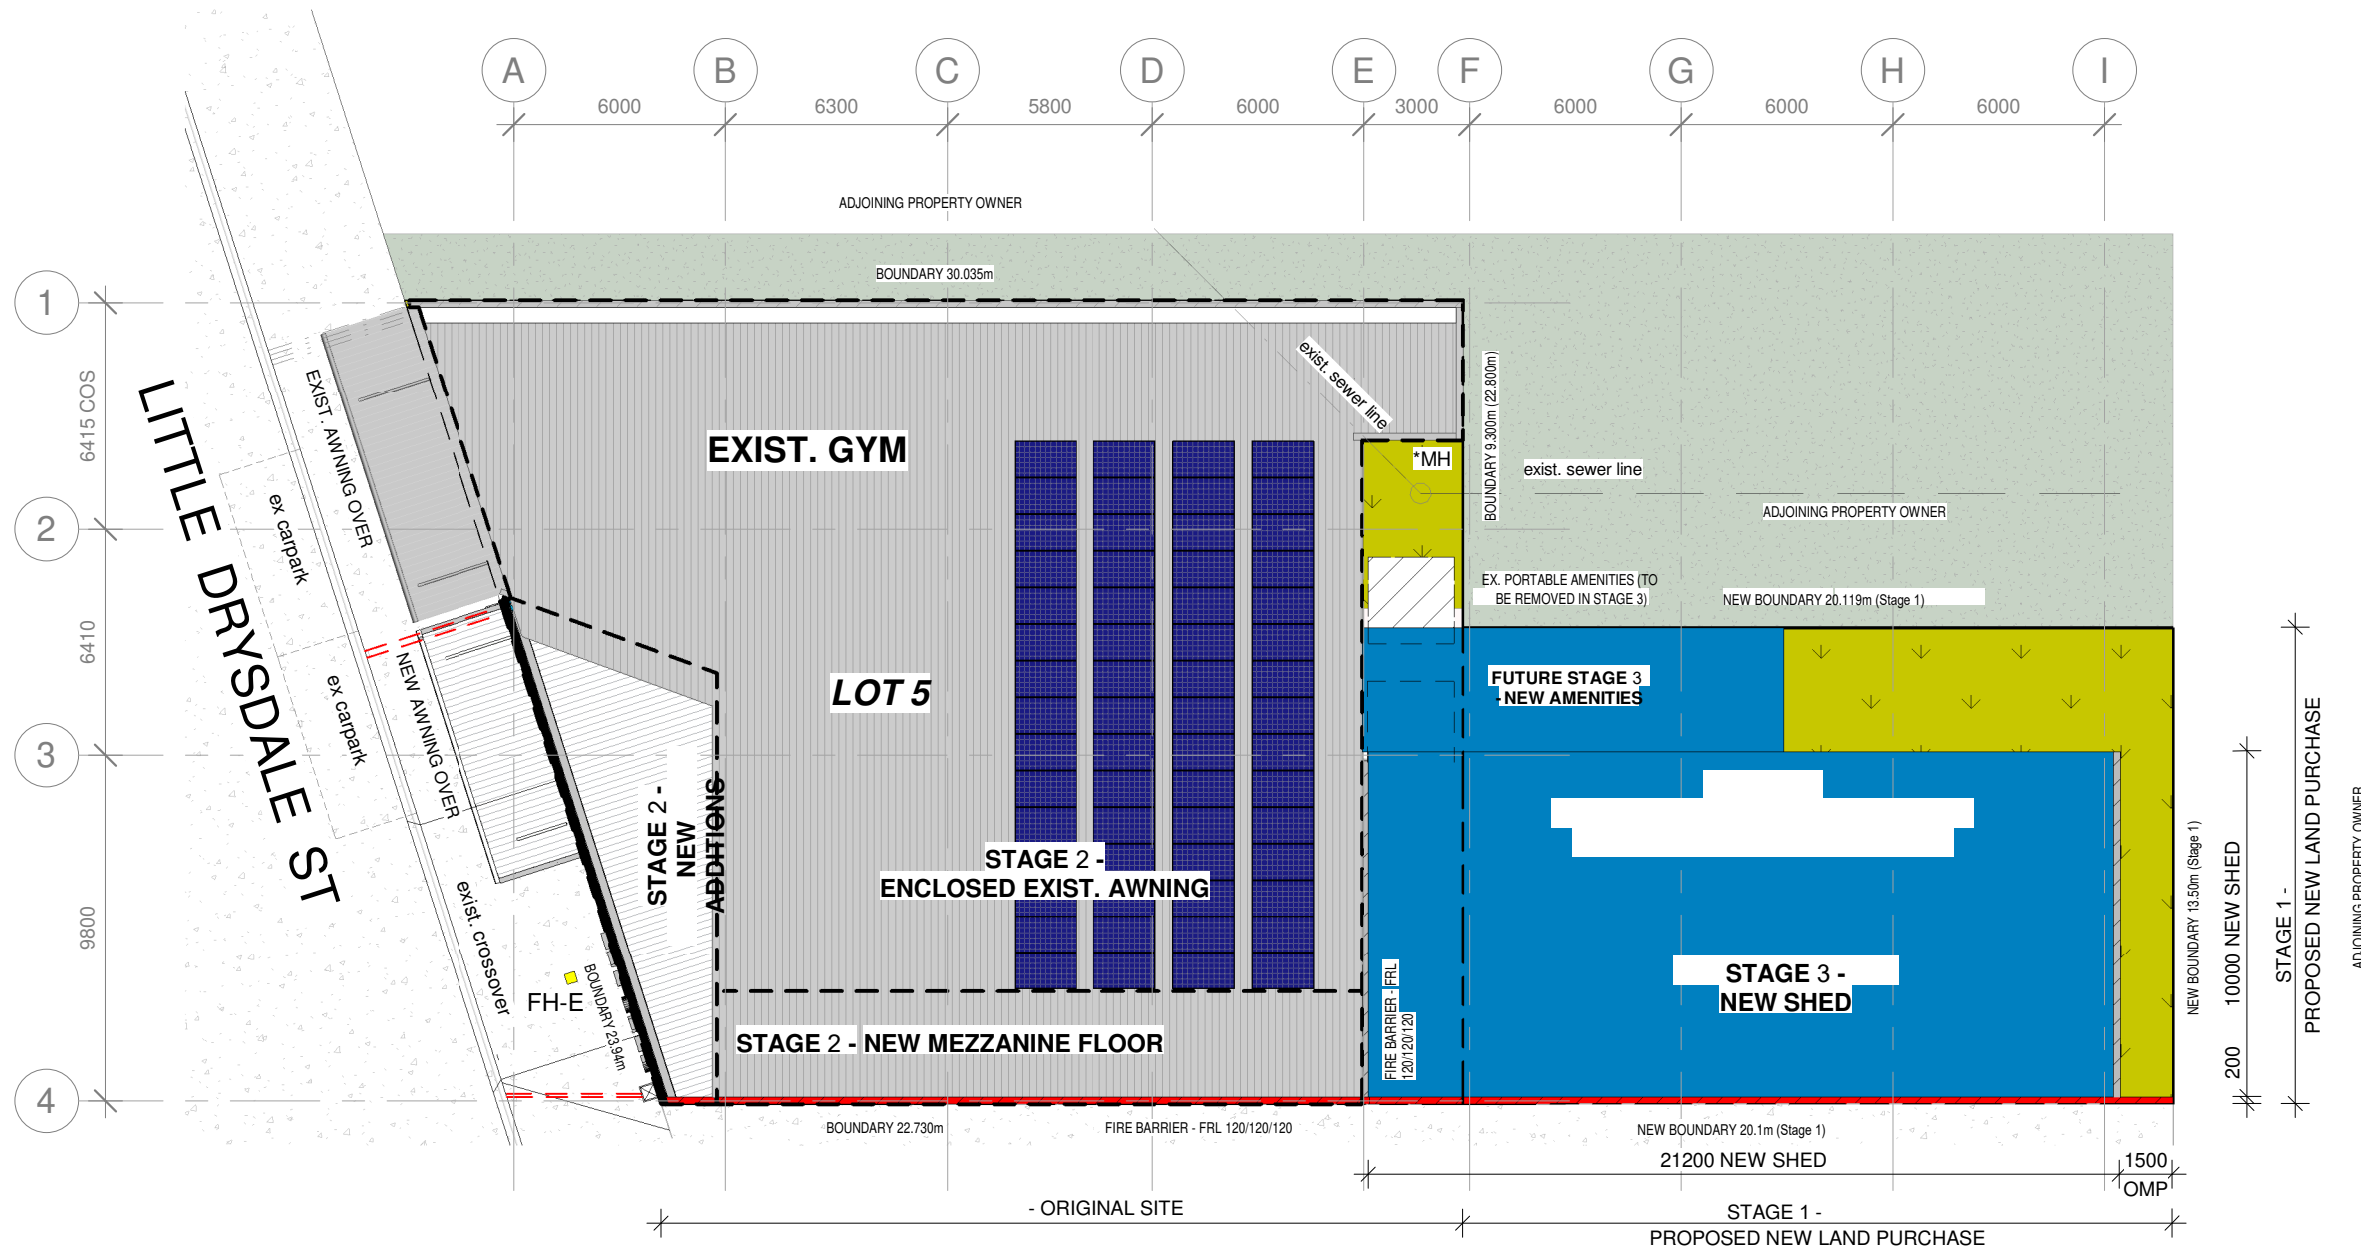 A
B
C
D
E
F
G
H
I
6000
6300
5800
6000
3000
6000
6000
6000
ADJOINING PROPERTY OWNER
BOUNDARY 30.035m
1
2
3
4
6415 COS
6410
9800
LITTLE DRYSDALE ST
EXIST. AWNING OVER
ex carpark
ex carpark
NEW AWNING OVER
exist. crossover
FH-E
BOUNDARY 23.94m
EXIST. GYM
LOT 5
exist. sewer line
*MH
BOUNDARY 9.300m (22.800m)
exist. sewer line
ADJOINING PROPERTY OWNER
EX. PORTABLE AMENITIES (TO
BE REMOVED IN STAGE 3)
NEW BOUNDARY 20.119m (Stage 1)
FUTURE STAGE 3
- NEW AMENITIES
STAGE 2 -
NEW
ADDITIONS
STAGE 2 -
ENCLOSED EXIST. AWNING
STAGE 2 - NEW MEZZANINE FLOOR
FIRE BARRIER - FRL
120/120/120
STAGE 3 -
NEW SHED
NEW BOUNDARY 13.50m (Stage 1)
10000 NEW SHED
200
STAGE 1 -
PROPOSED NEW LAND PURCHASE
ADJOINING PROPERTY OWNER
BOUNDARY 22.730m
FIRE BARRIER - FRL 120/120/120
NEW BOUNDARY 20.1m (Stage 1)
21200 NEW SHED
1500
OMP
- ORIGINAL SITE
STAGE 1 -
PROPOSED NEW LAND PURCHASE